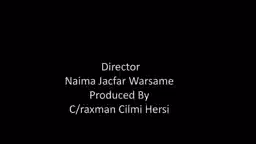 Director
Naima Jacfar Warsame
Produced By
C/raxman Cilmi Hersi